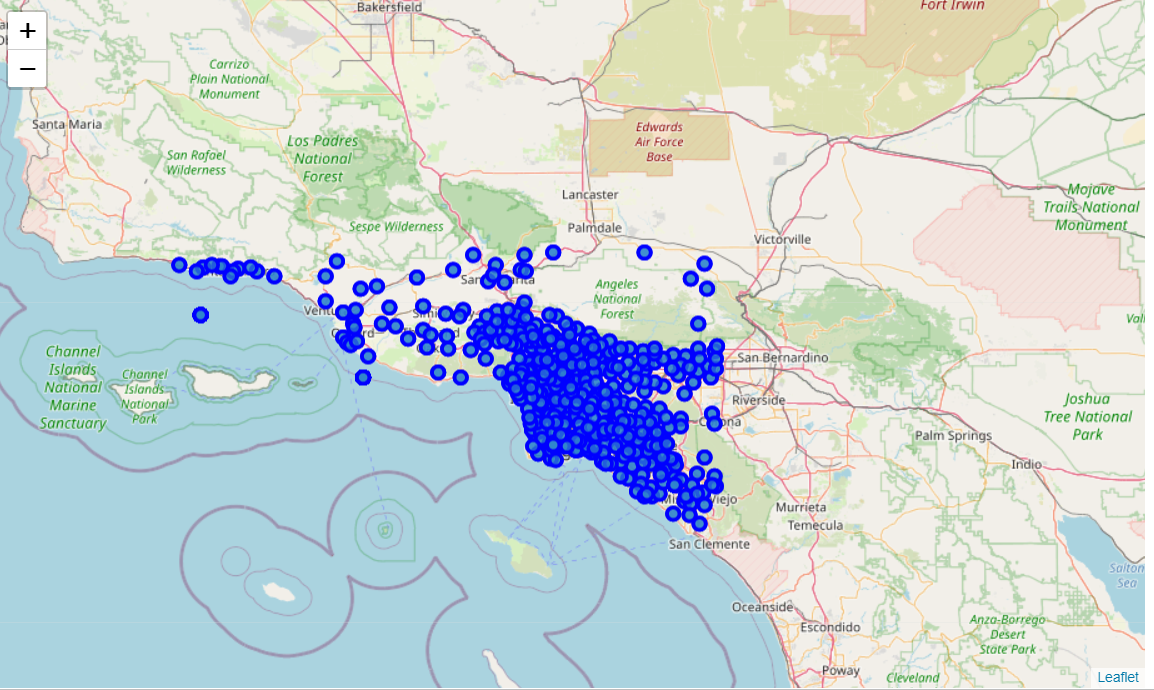 Bakersfield
Fort Irwin
+
−
Carrizo
Plain National
Monument
Santa Maria
Edwards
Air Force
Base
Los Padres
National
Forest
San Rafael
Wilderness
Lancaster
Mojave
Trails National
Monument
Sespe Wilderness
Palmdale
Victorville
Angeles
National
Forest
Channel
Islands
National
Marine
Sanctuary
Channel
Islands
National
Park
San Bernardino
Riverside
Joshua
Tree National
Park
Palm Springs
Indio
Murrieta
Temecula
San Clemente
Salton
Sea
Oceanside
Escondido
Anza-Borrego
Desert
State Park
Poway
Cleveland
Leaflet